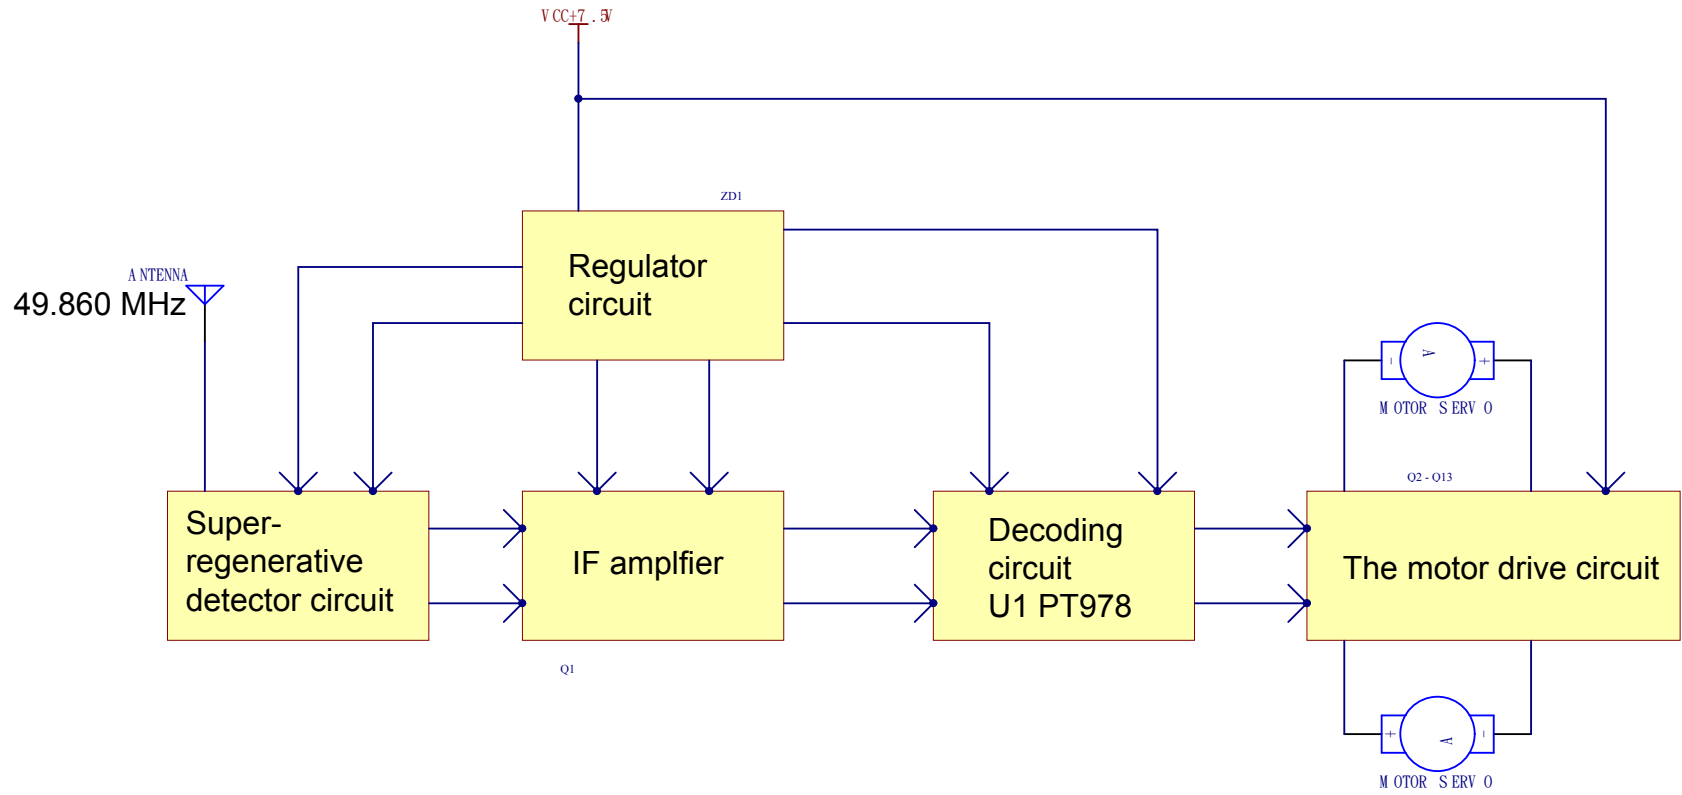 VCC+7.5V
ZD1
Regulator
circuit
ANTENNA
49.860 MHz
- A +
MOTOR SERVO
Q2 - Q13
Super-
regenerative
detector circuit
IF amplfier
Decoding
circuit
U1 PT978
The motor drive circuit
Q1
+ A -
MOTOR SERVO